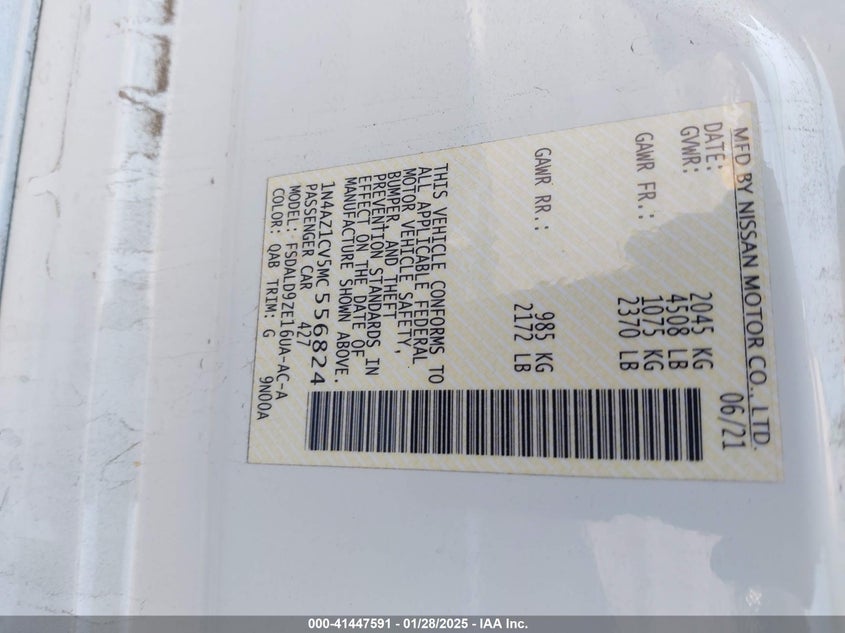 MFD BY NISSAN MOTOR CO., LTD.
DATE: 06/21
GVWR: 2045 KG
4508 LB
GAWR FR.: 1075 KG
2370 LB
GAWR RR.: 985 KG
2172 LB
THIS VEHICLE CONFORMS TO
ALL APPLICABLE FEDERAL
MOTOR VEHICLE SAFETY,
BUMPER, AND THEFT
PREVENTION STANDARDS IN
EFFECT ON THE DATE OF
MANUFACTURE SHOWN ABOVE.
1N4AZ1CV5MC556824
PASSENGER CAR 427
MODEL: FSDALD9ZE16UA-AC-A
COLOR: QAB TRIM: G 9N00A
000-41447591 - 01/28/2025 - IAA Inc.